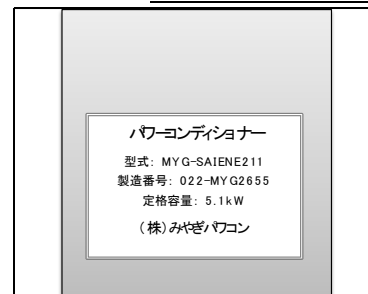 パワーコンディショナー
型式: MYG-SAIENE211
製造番号: 022-MYG2655
定格容量: 5.1kW
(株)みやぎパワコン